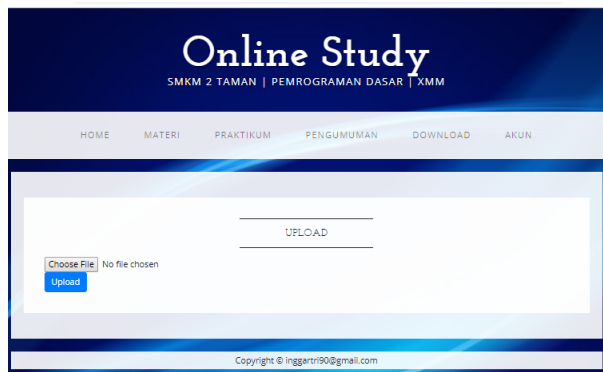 Online Study
SMKM 2 TAMAN | PEMROGRAMAN DASAR | XMM
HOME MATERI PRAKTIKUM PENGUMUMAN DOWNLOAD AKUN
UPLOAD
Choose File No file chosen
Upload
Copyright © inggartri90@gmail.com